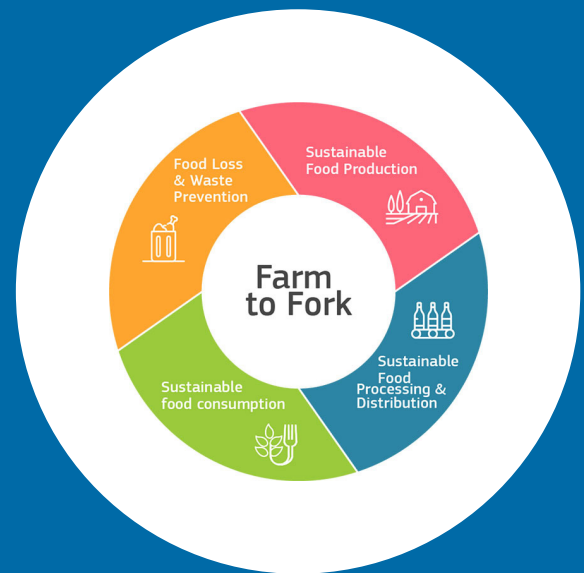 Sustainable
Food Production
Food Loss
& Waste
Prevention
Farm
to Fork
Sustainable
Food
Processing &
Distribution
Sustainable
food consumption